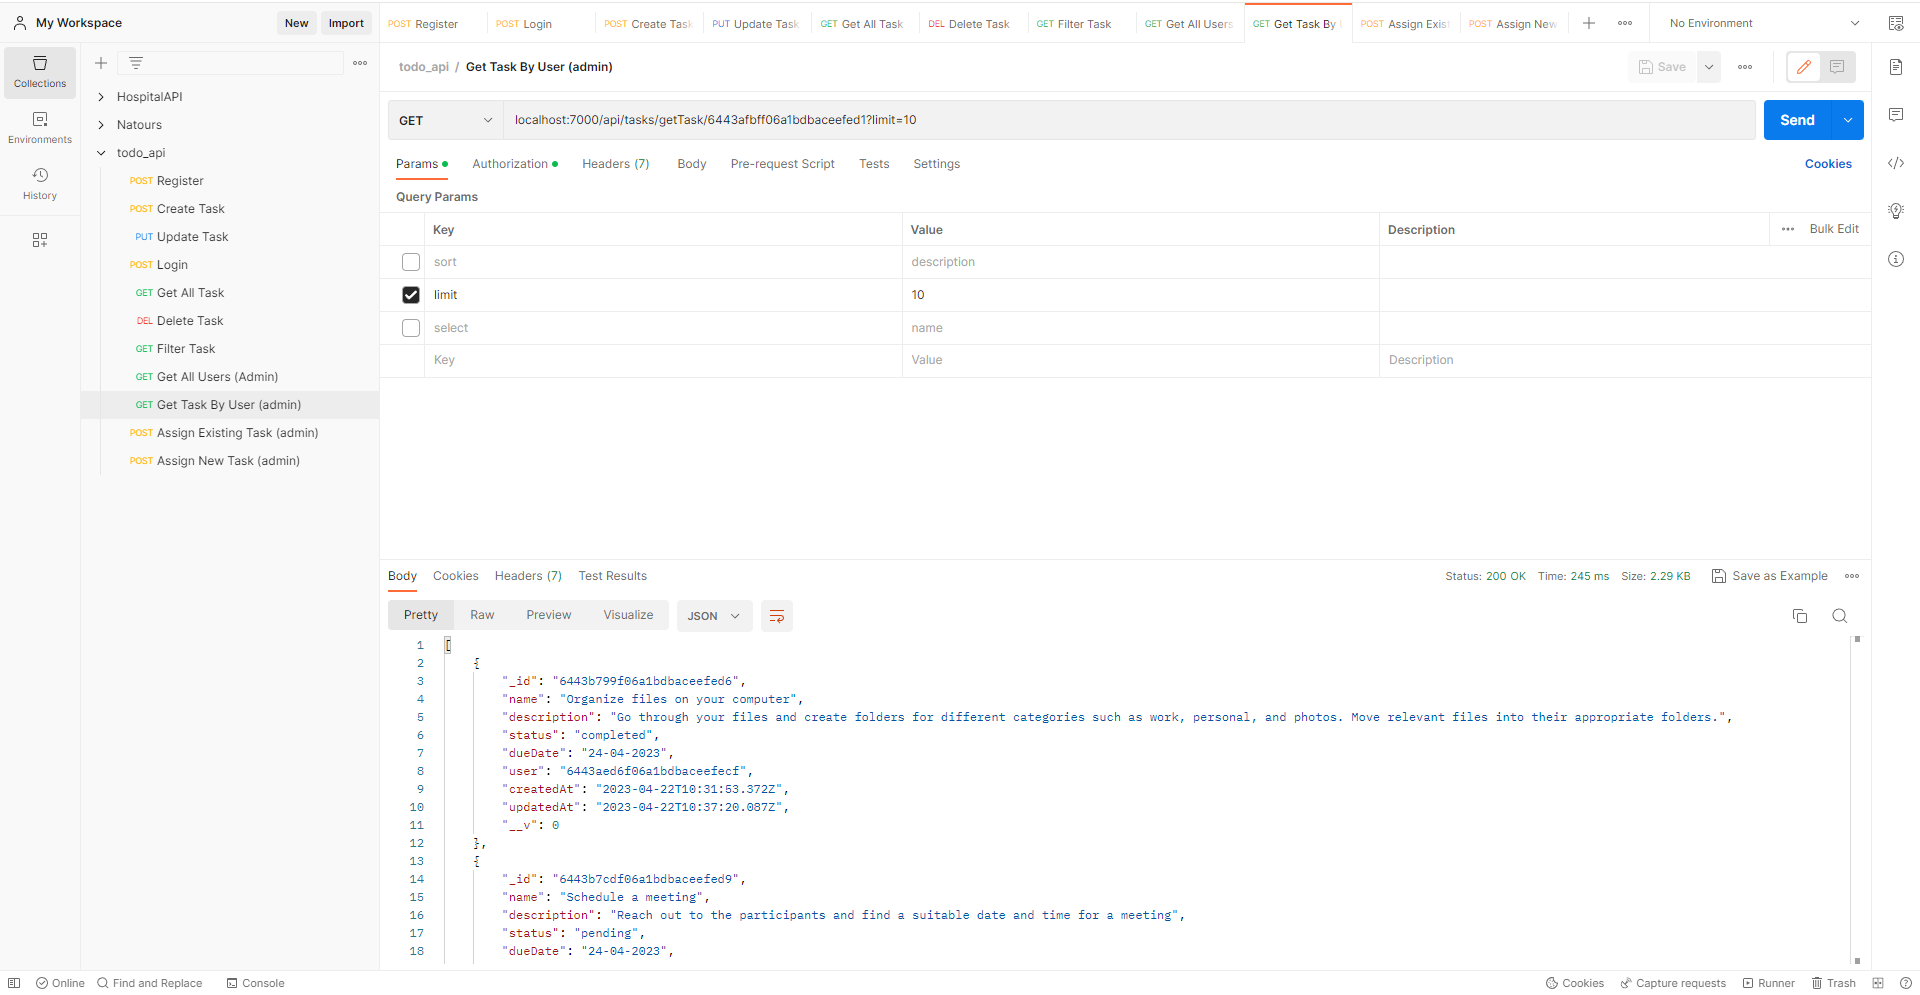 My Workspace
New
Import
POST Register
POST Login
POST Create Task
PUT Update Task
GET Get All Task
DEL Delete Task
GET Filter Task
GET Get All Users
GET Get Task By
POST Assign Exis
POST Assign New
No Environment
Collections
Environments
History
HospitalAPI
Natours
todo_api
POST Register
POST Create Task
PUT Update Task
POST Login
GET Get All Task
DEL Delete Task
GET Filter Task
GET Get All Users (Admin)
GET Get Task By User (admin)
POST Assign Existing Task (admin)
POST Assign New Task (admin)
todo_api / Get Task By User (admin)
Save
GET
localhost:7000/api/tasks/getTask/6443afbff06a1bdbaceefed1?limit=10
Send
Params
Authorization
Headers (7)
Body
Pre-request Script
Tests
Settings
Cookies
Query Params
Key Value Description Bulk Edit
sort description
limit 10
select name
Key Value Description
Body Cookies Headers (7) Test Results
Status: 200 OK Time: 245 ms Size: 2.29 KB Save as Example
Pretty Raw Preview Visualize JSON
1 [
2 {
3 "_id": "6443b799f06a1bdbaceefed6",
4 "name": "Organize files on your computer",
5 "description": "Go through your files and create folders for different categories such as work, personal, and photos. Move relevant files into their appropriate folders.",
6 "status": "completed",
7 "dueDate": "24-04-2023",
8 "user": "6443aed6f06a1bdbaceefecf",
9 "createdAt": "2023-04-22T10:31:53.372Z",
10 "updatedAt": "2023-04-22T10:37:20.087Z",
11 "__v": 0
12 },
13 {
14 "_id": "6443b7cdf06a1bdbaceefed9",
15 "name": "Schedule a meeting",
16 "description": "Reach out to the participants and find a suitable date and time for a meeting",
17 "status": "pending",
18 "dueDate": "24-04-2023",
Online Find and Replace Console
Cookies Capture requests Runner Trash